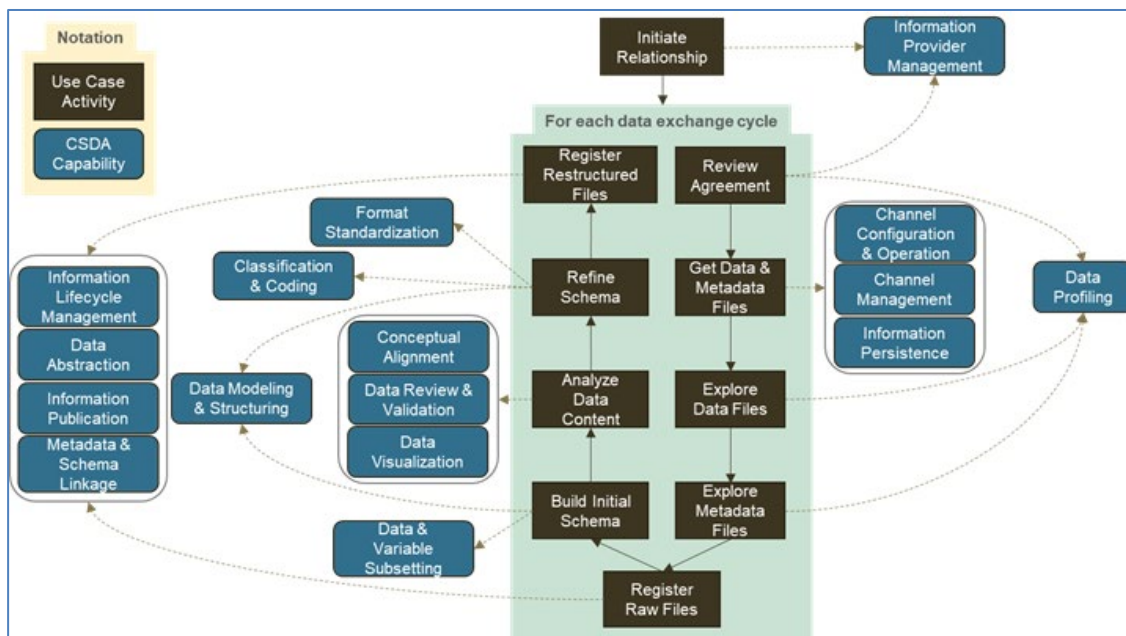 Notation
Use Case
Activity
CSDA
Capability
Initiate
Relationship
Information
Provider
Management
For each data exchange cycle
Register
Restructured
Files
Review
Agreement
Format
Standardization
Channel
Configuration
& Operation
Channel
Management
Information
Persistence
Classification
& Coding
Refine
Schema
Get Data &
Metadata
Files
Data
Profiling
Information
Lifecycle
Management
Data
Abstraction
Information
Publication
Metadata &
Schema
Linkage
Data Modeling
& Structuring
Conceptual
Alignment
Data Review &
Validation
Data
Visualization
Analyze
Data
Content
Explore
Data Files
Build Initial
Schema
Explore
Metadata
Files
Data &
Variable
Subsetting
Register
Raw Files